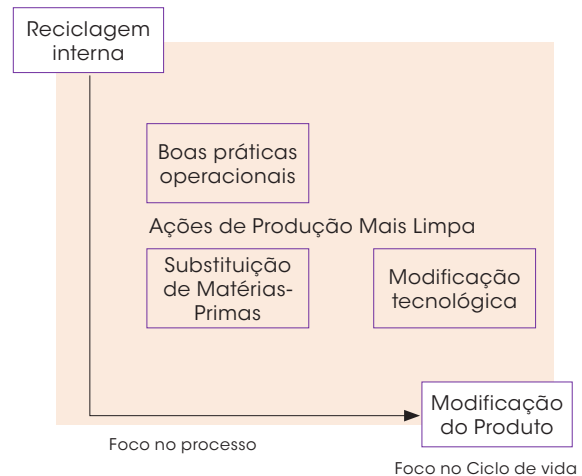 Reciclagem
interna
Boas práticas
operacionais
Ações de Produção Mais Limpa
Substituição
de Matérias-
Primas
Modificação
tecnológica
Modificação
do Produto
Foco no processo
Foco no Ciclo de vida